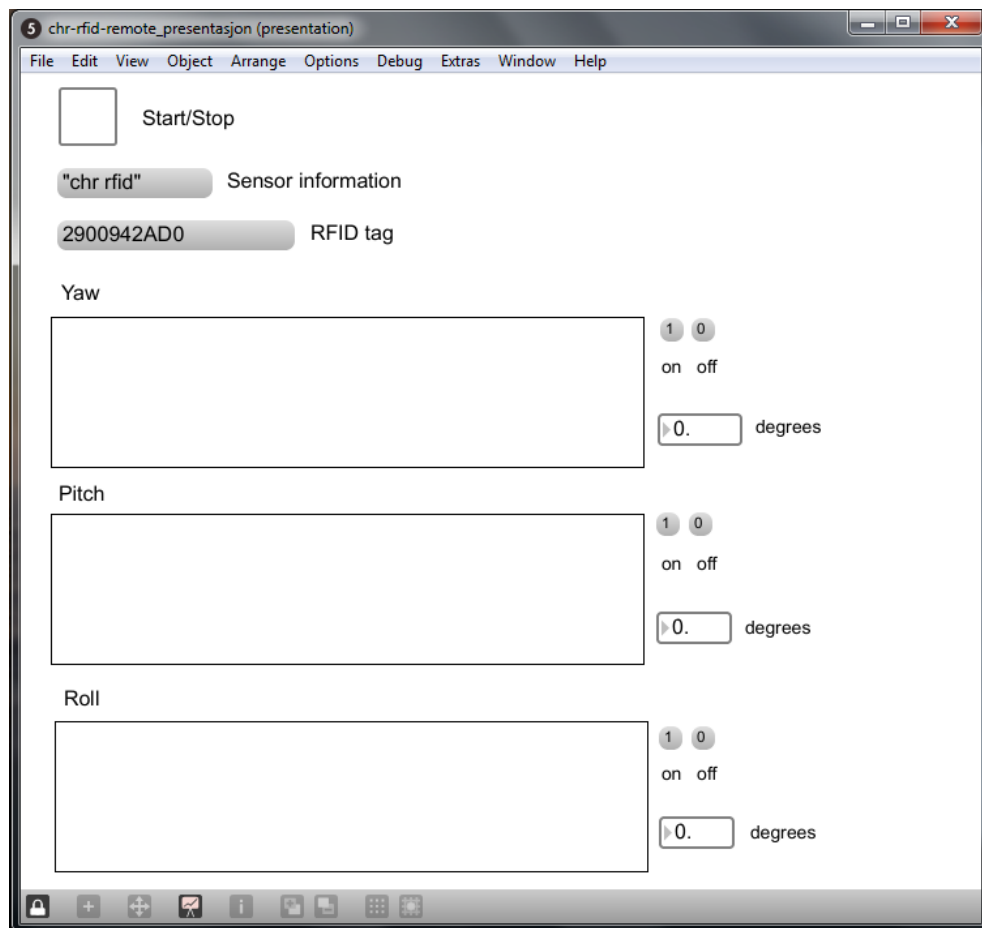 5 chr-rfid-remote_presentasjon (presentation)
File Edit View Object Arrange Options Debug Extras Window Help
Start/Stop
"chr rfid" Sensor information
2900942AD0 RFID tag
Yaw
1 0
on off
0. degrees
Pitch
1 0
on off
0. degrees
Roll
1 0
on off
0. degrees